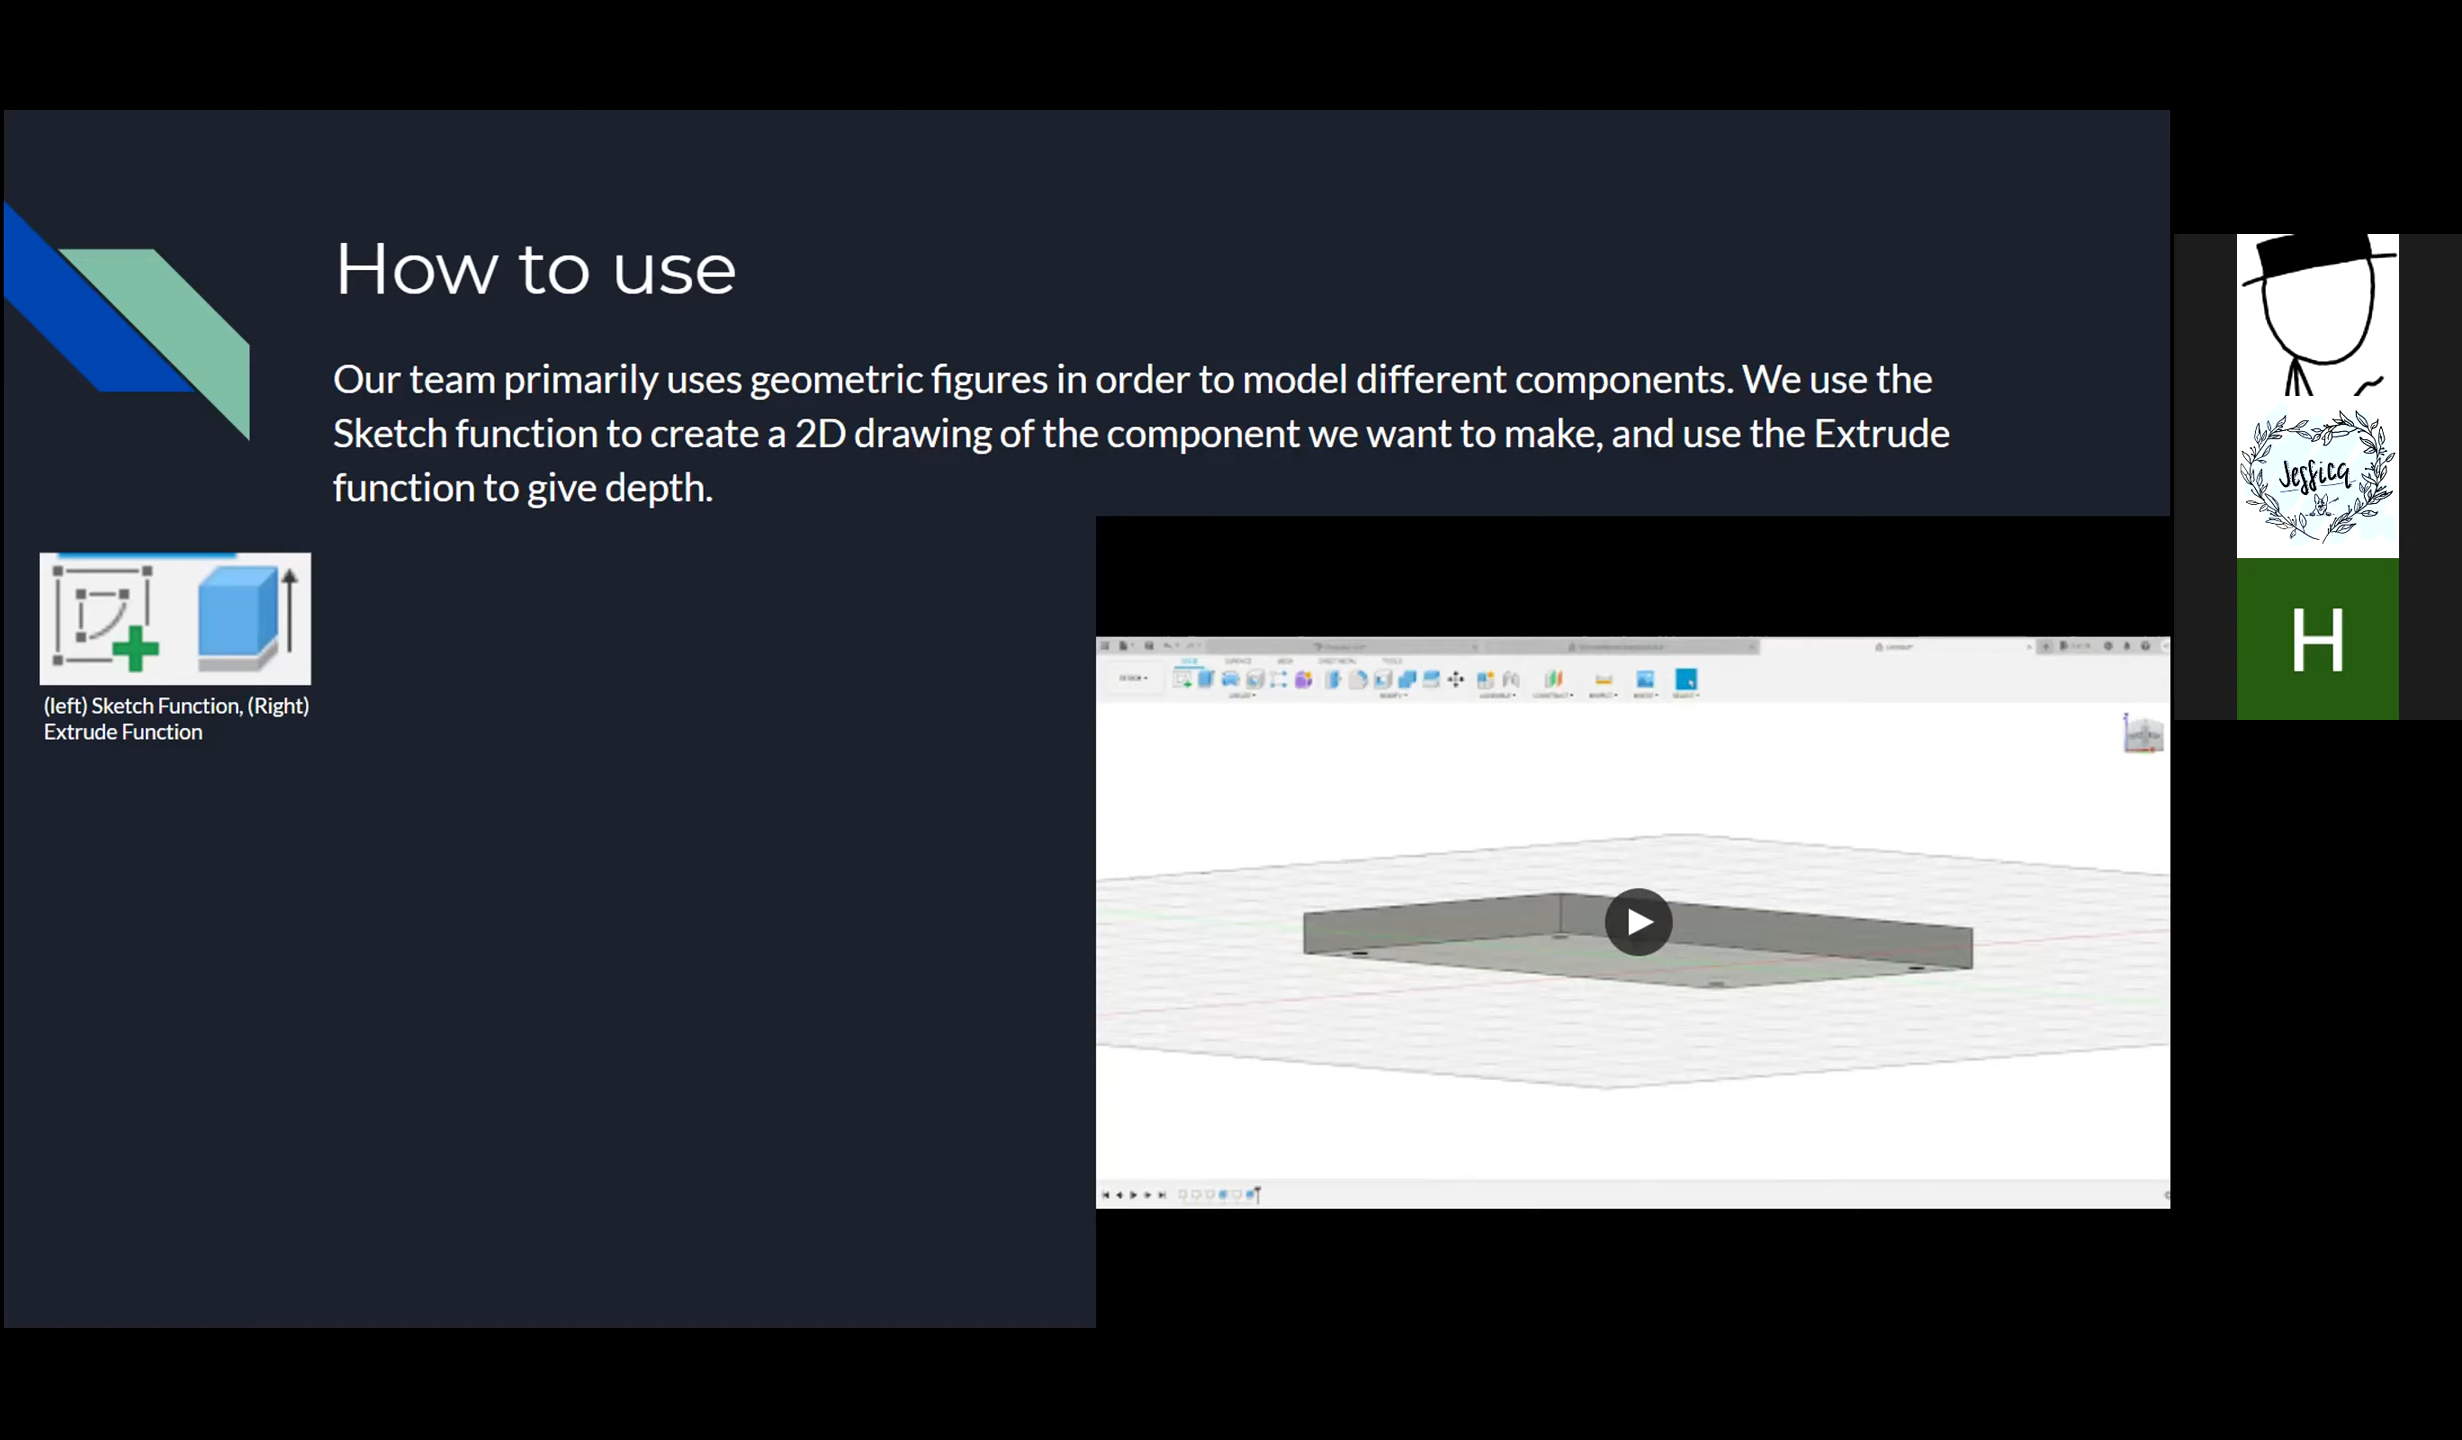 How to use
Our team primarily uses geometric figures in order to model different components. We use the
Sketch function to create a 2D drawing of the component we want to make, and use the Extrude
function to give depth.
(left) Sketch Function, (Right)
Extrude Function
Jessica
H
SURFACE
TOOLS